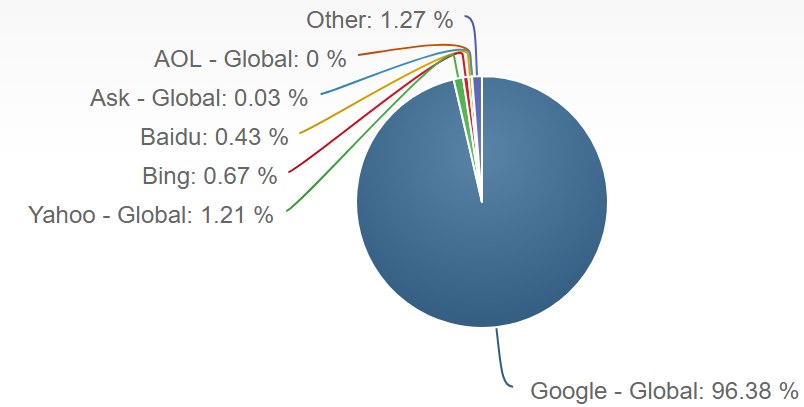 Other: 1.27 %
AOL - Global: 0 %
Ask - Global: 0.03 %
Baidu: 0.43 %
Bing: 0.67 %
Yahoo - Global: 1.21 %
Google - Global: 96.38 %